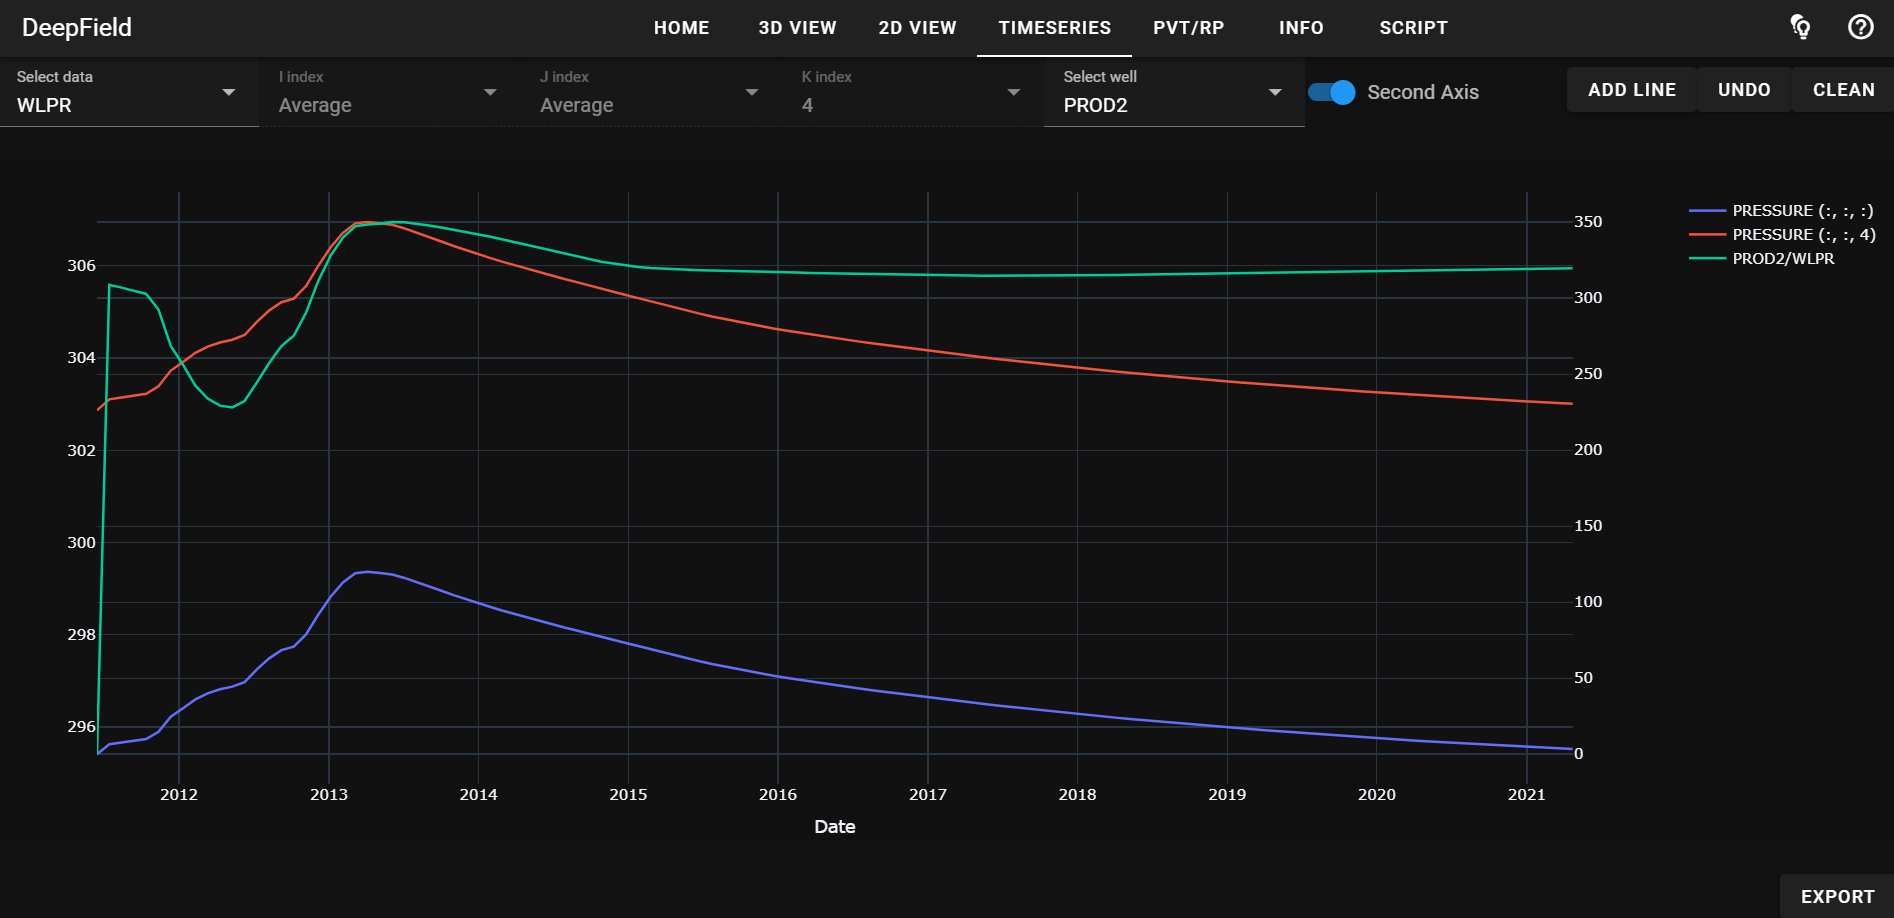 DeepField
HOME
3D VIEW
2D VIEW
TIMESERIES
PVT/RP
INFO
SCRIPT
Select data
WLPR
I index
Average
J index
Average
K index
4
Select well
PROD2
Second Axis
ADD LINE
UNDO
CLEAN
306
304
302
300
298
296
350
300
250
200
150
100
50
0
PRESSURE (:, :, :)
PRESSURE (:, :, 4)
PROD2/WLPR
2012
2013
2014
2015
2016
2017
2018
2019
2020
2021
Date
EXPORT